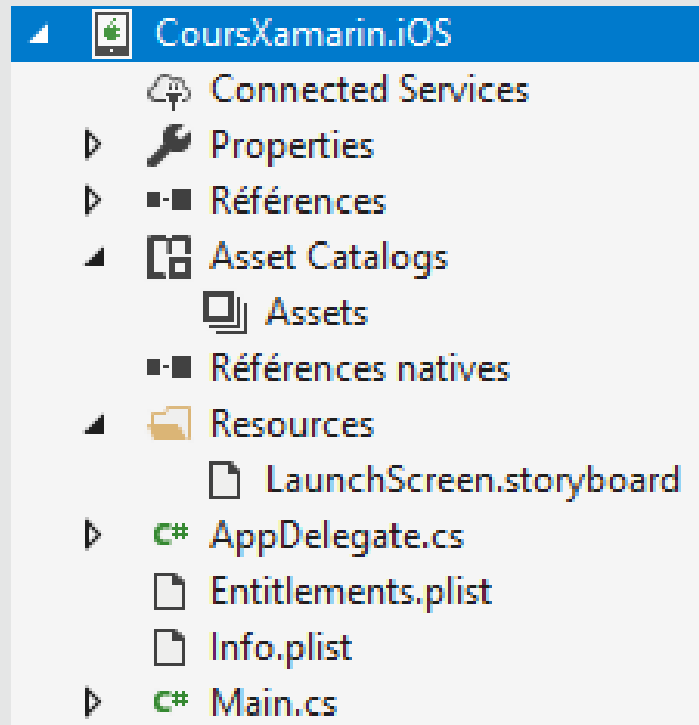 CoursXamarin.iOS
Connected Services
Properties
Références
Asset Catalogs
Assets
Références natives
Resources
LaunchScreen.storyboard
C# AppDelegate.cs
Entitlements.plist
Info.plist
C# Main.cs